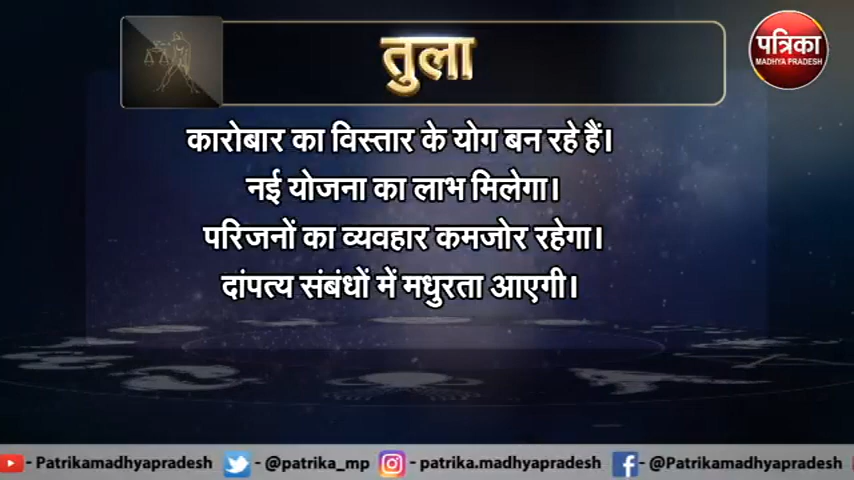 तुला
पत्रिका
MADHYA PRADESH
कारोबार का विस्तार के योग बन रहे हैं।
नई योजना का लाभ मिलेगा।
परिजनों का व्यवहार कमजोर रहेगा।
दांपत्य संबंधों में मधुरता आएगी।
- Patrikamadhyapradesh - @patrika_mp - patrika.madhyapradesh - @Patrikamadhyapradesh